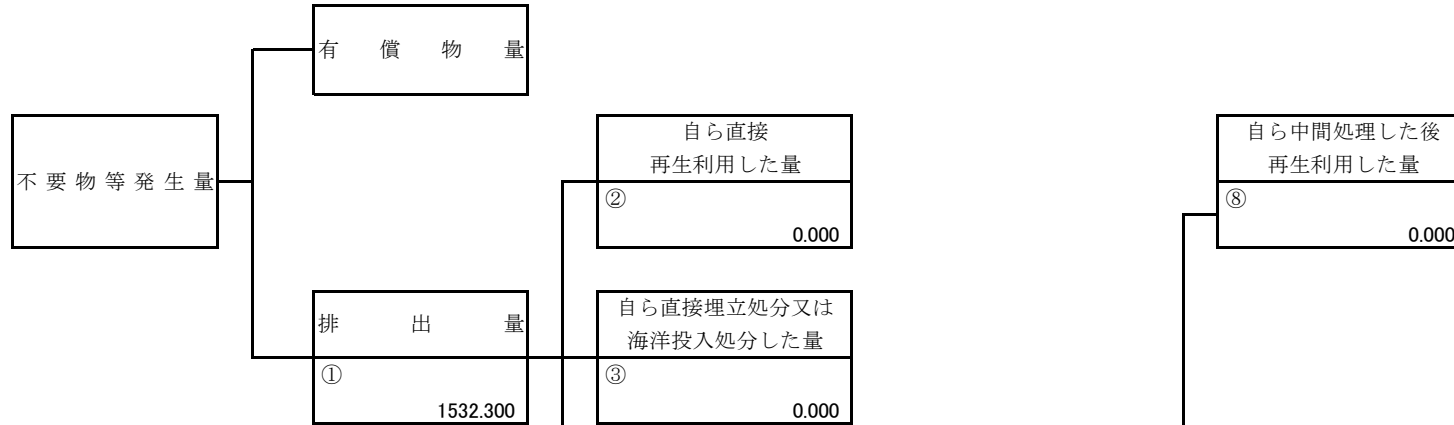 有償物量
不要物等発生量
自ら直接
再生利用した量
②
0.000
自ら中間処理した後
再生利用した量
⑧
0.000
排出量
①
1532.300
自ら直接埋立処分又は
海洋投入処分した量
③
0.000